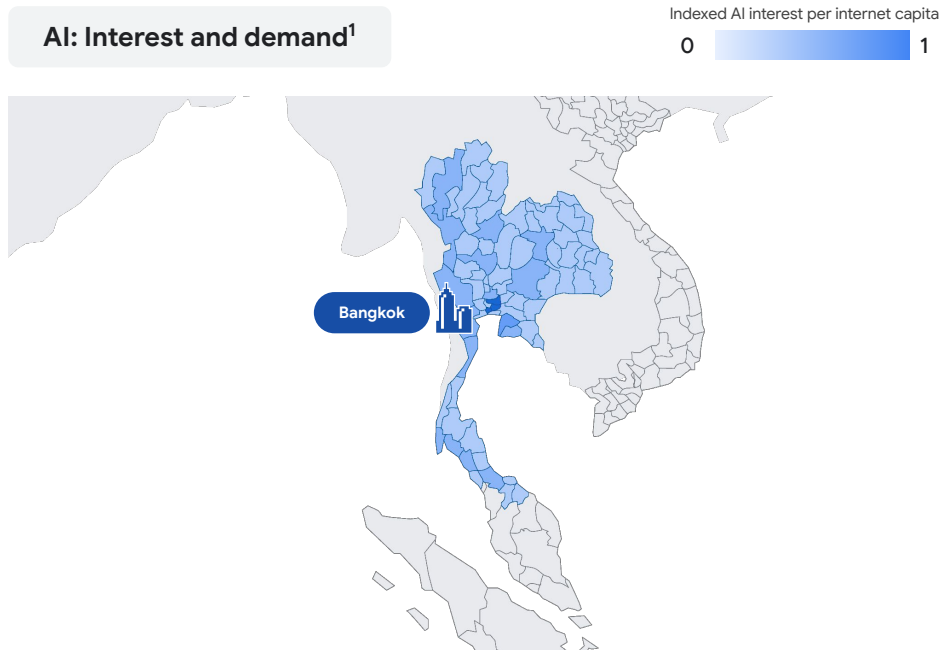 AI: Interest and demand¹
Indexed AI interest per internet capita
0 1
Bangkok